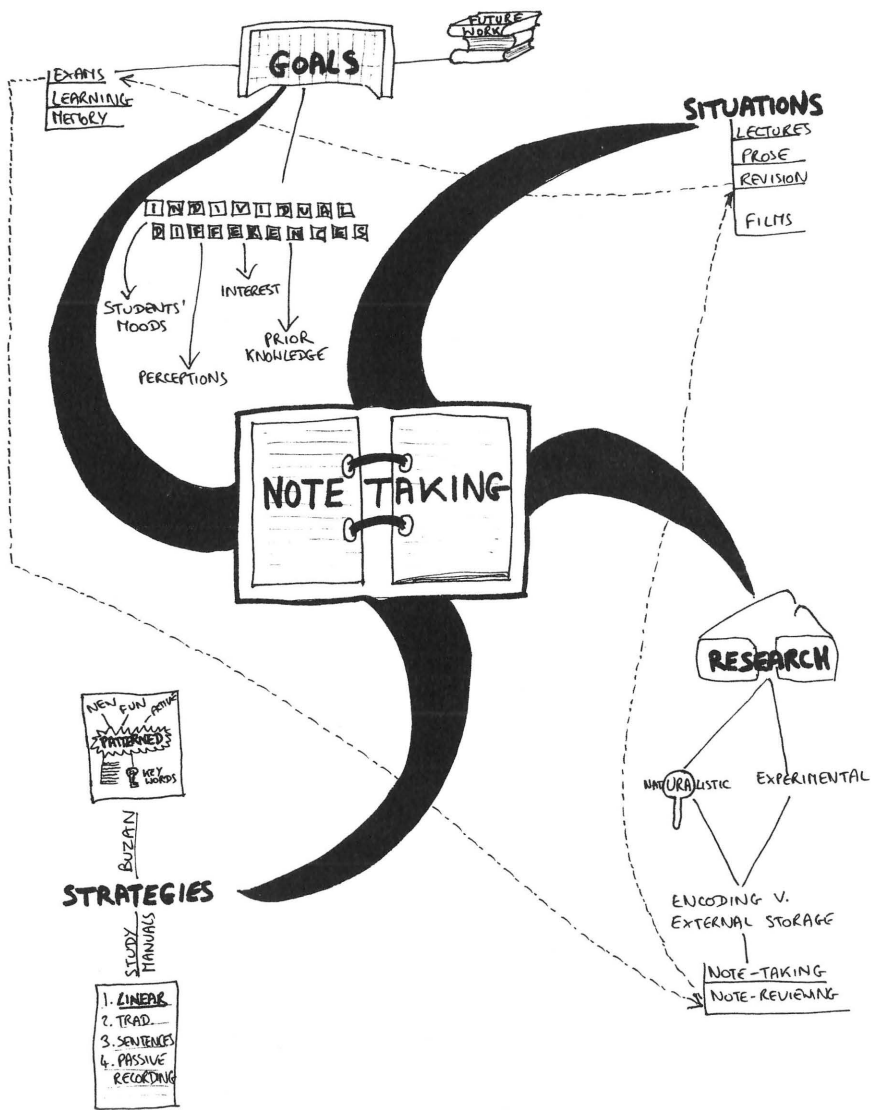 FUTURE
WORK
GOALS
EXAMS
LEARNING
MEMORY
INDIVIDUAL
DIFFERENCES
STUDENTS'
MOODS
PERCEPTIONS
INTEREST
PRIOR
KNOWLEDGE
SITUATIONS
LECTURES
PROSE
REVISION
FILMS
NOTE TAKING
RESEARCH
NATURALISTIC
EXPERIMENTAL
ENCODING V.
EXTERNAL STORAGE
NOTE-TAKING
NOTE-REVIEWING
NEW FUN ACTIVE
PATTERNED
KEY
WORDS
BUZAN
STRATEGIES
STUDY
MANUALS
1. LINEAR
2. TRAD.
3. SENTENCES
4. PASSIVE
RECORDING